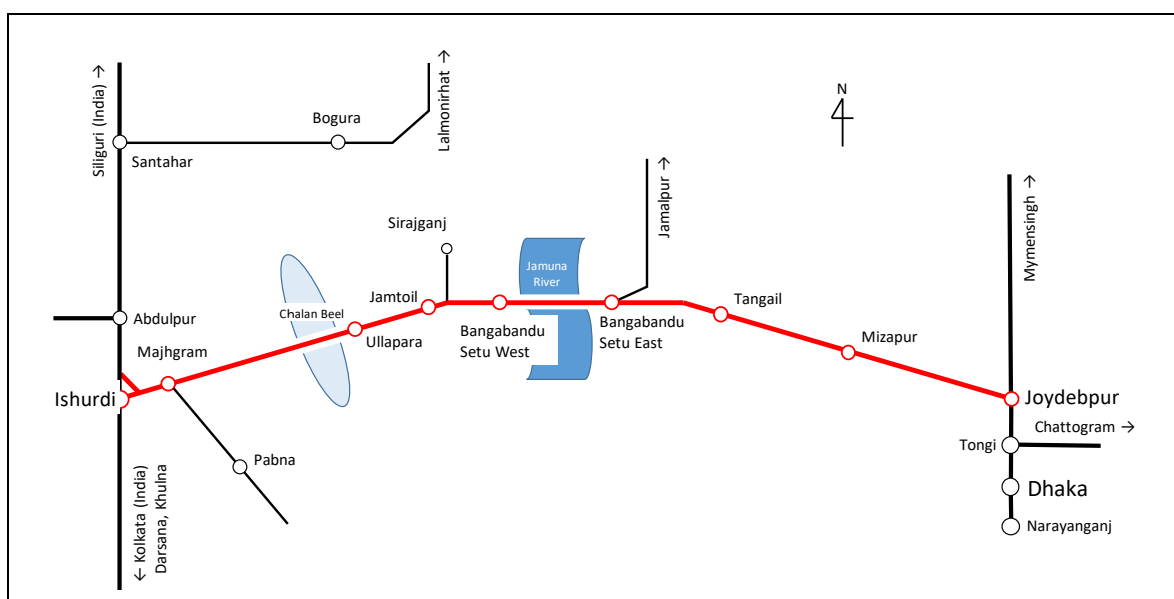 Siliguri (India) →
Lalmonirhat →
Bogura
Santahar
N
Jamalpur →
Mymensingh →
Sirajganj
Jamuna
River
Jamtoil
Tangail
Chalan Beel
Abdulpur
Ullapara
Bangabandu
Setu West
Bangabandu
Setu East
Mizapur
Majhgram
Ishurdi
Joydebpur
Chattogram →
Tongi
Pabna
Dhaka
Narayanganj
← Kolkata (India)
Darsana, Khulna